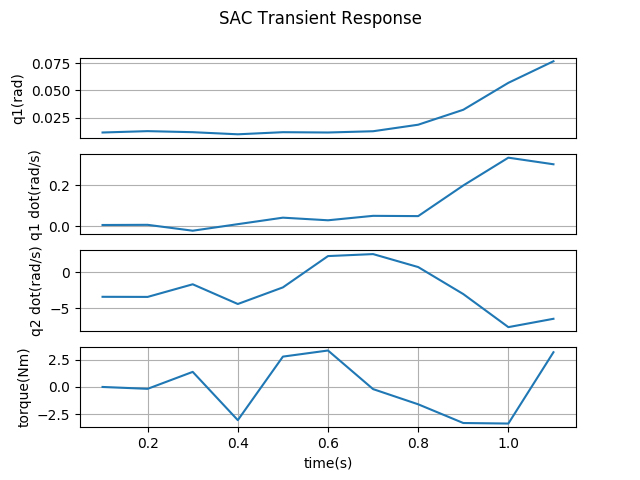 SAC Transient Response
q1(rad)
0.075
0.050
0.025
q1 dot(rad/s)
0.2
0.0
q2 dot(rad/s)
0
−5
torque(Nm)
2.5
0.0
−2.5
0.2 0.4 0.6 0.8 1.0
time(s)